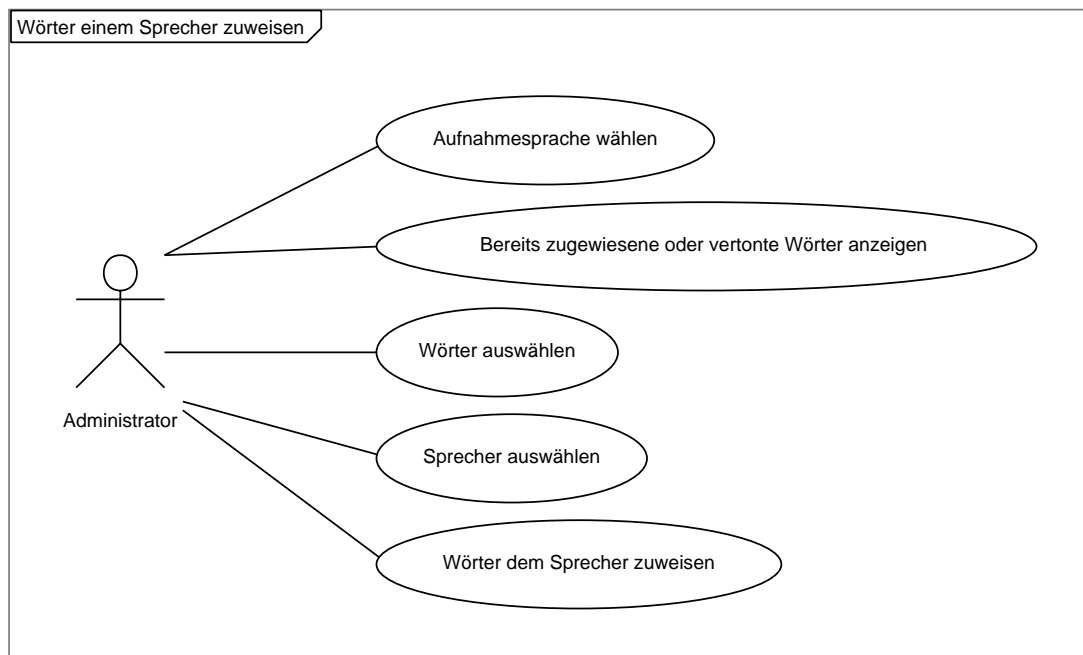 Wörter einem Sprecher zuweisen
Aufnahmesprache wählen
Bereits zugewiesene oder vertonte Wörter anzeigen
Wörter auswählen
Administrator
Sprecher auswählen
Wörter dem Sprecher zuweisen